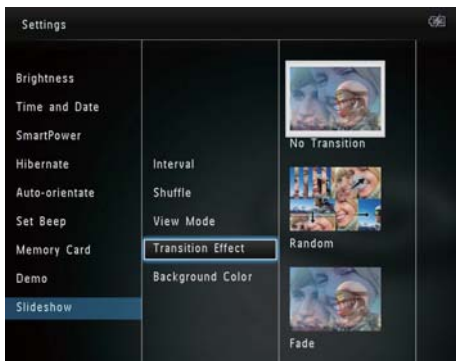 Settings
Brightness
Time and Date
SmartPower
Hibernate
Auto-orientate
Set Beep
Memory Card
Demo
Slideshow
Interval
Shuffle
View Mode
Transition Effect
Background Color
No Transition
Random
Fade